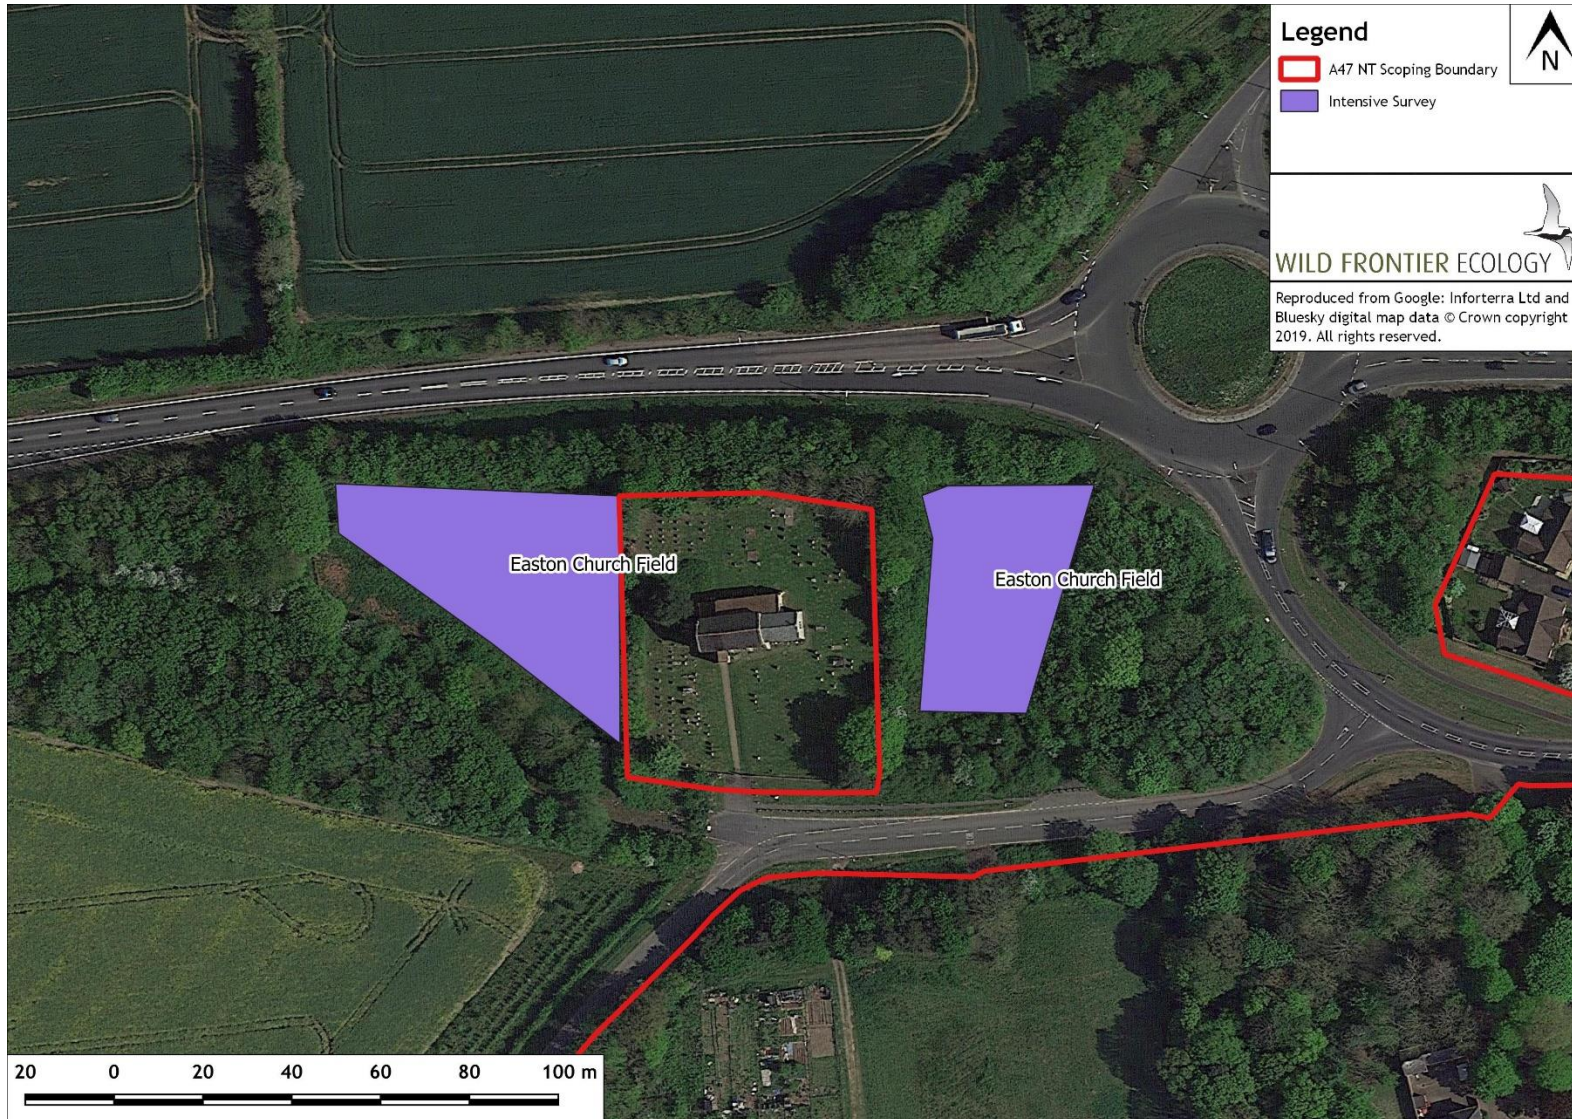 Legend
A47 NT Scoping Boundary
Intensive Survey
N
WILD FRONTIER ECOLOGY
Reproduced from Google: Inforterra Ltd and
Bluesky digital map data © Crown copyright
2019. All rights reserved.
Easton Church Field
Easton Church Field
20 0 20 40 60 80 100 m